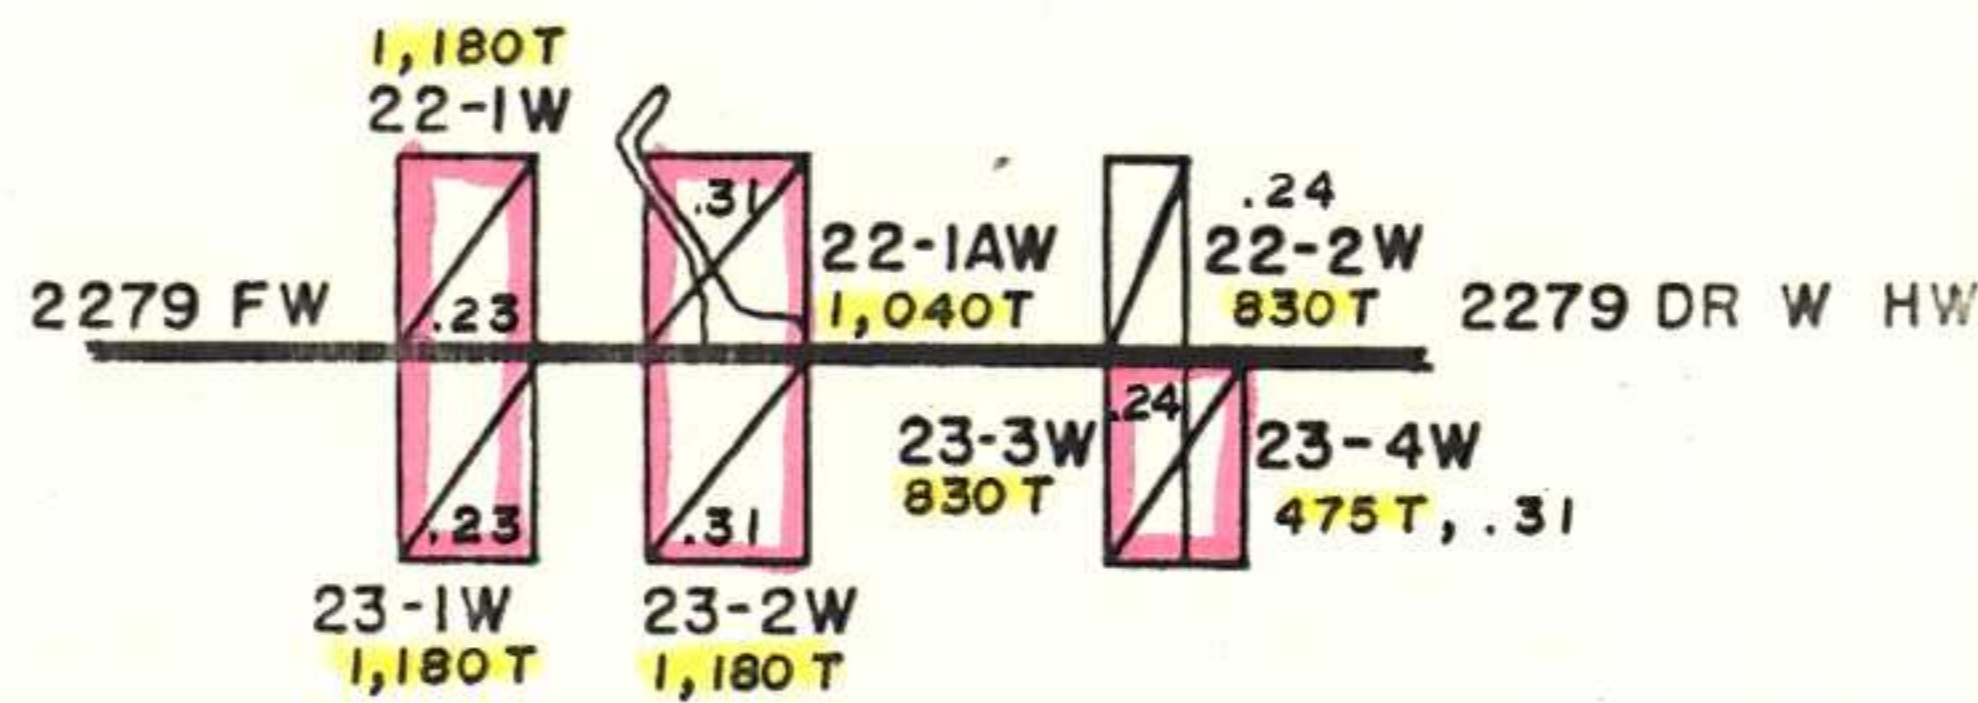 1,180T
22-1W
.31
.24
22-1AW
22-2W
2279 FW
.23
1,040T
830T
2279 DR W HW
.24
23-3W
23-4W
830T
475T, .31
.23
.31
23-1W
23-2W
1,180T
1,180T